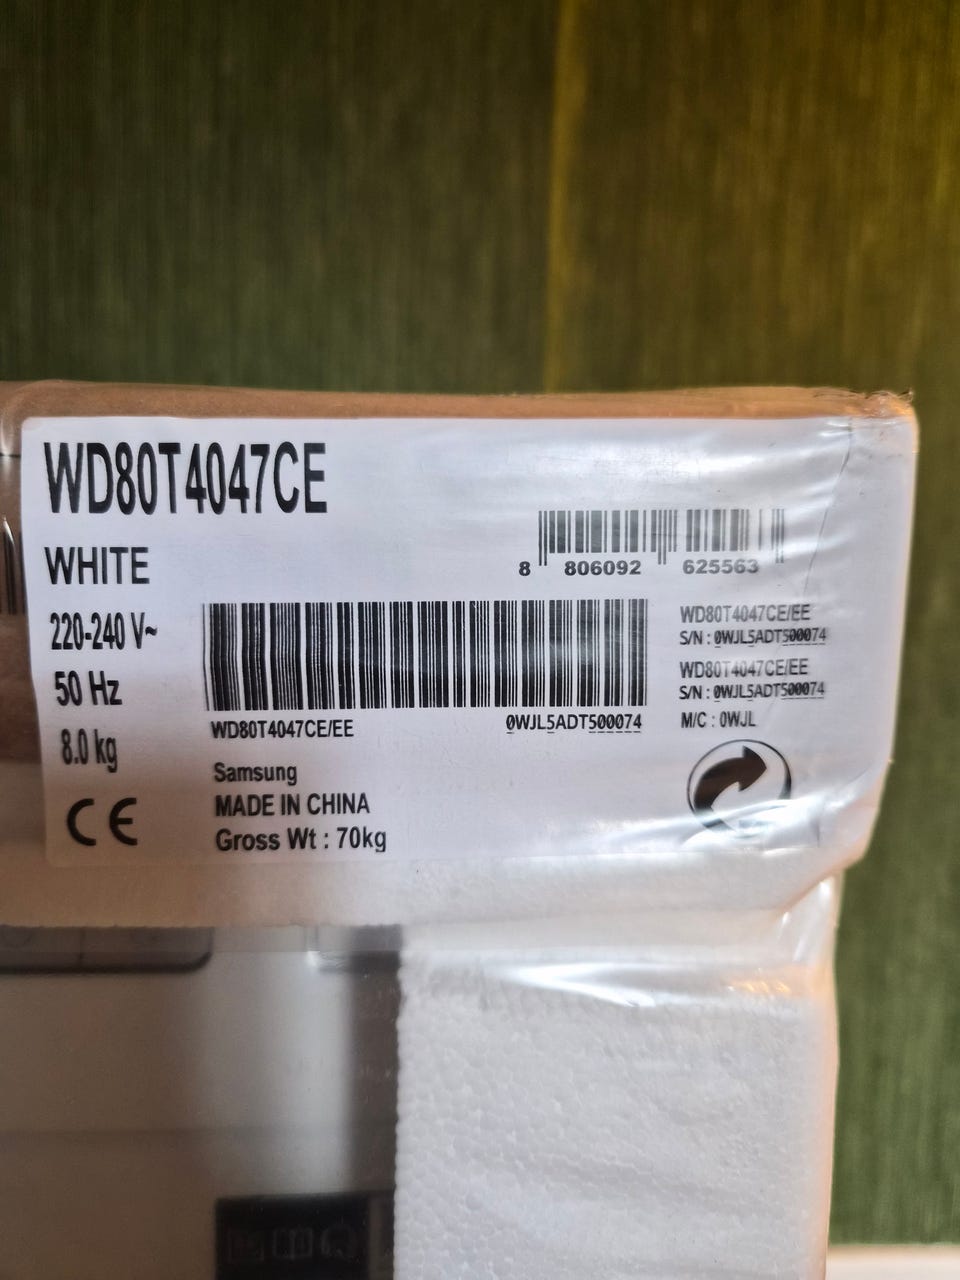 WD80T4047CE
WHITE
220-240 V~
50 Hz
8.0 kg
CE
8 806092 625563
WD80T4047CE/EE
0WJL5ADT500074
Samsung
MADE IN CHINA
Gross Wt : 70kg
WD80T4047CE/EE
S/N : 0WJL5ADT500074
WD80T4047CE/EE
S/N : 0WJL5ADT500074
M/C : 0WJL